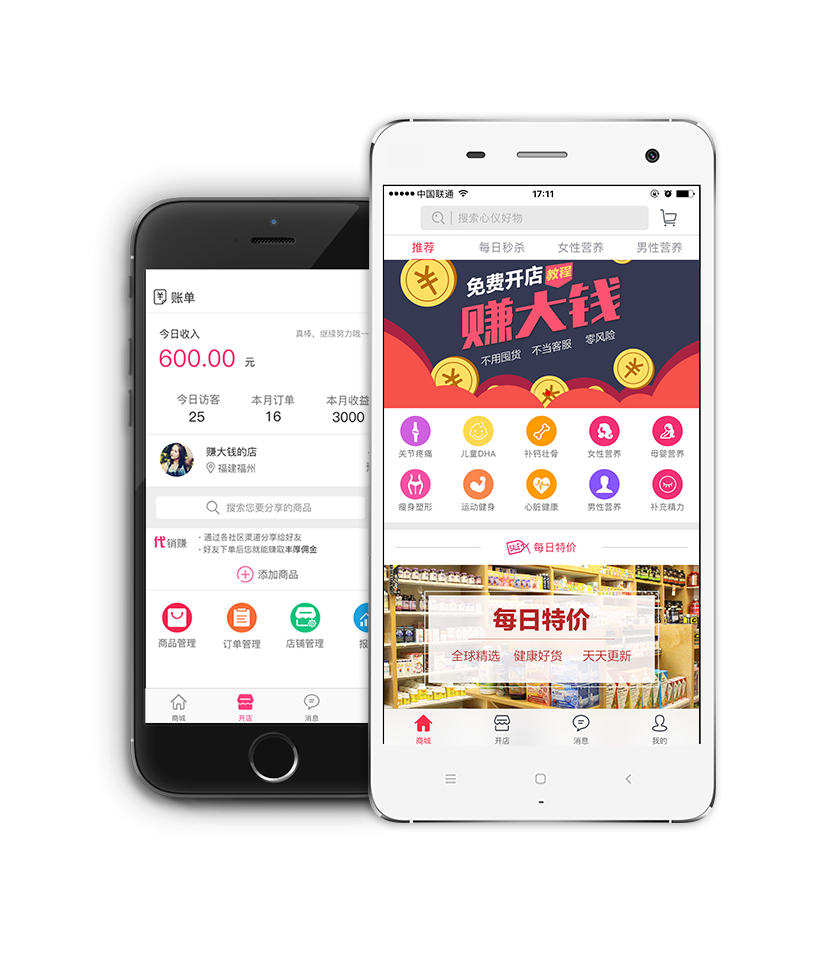 账单
今日收入
真棒，继续努力哦~~
600.00 元
今日访客
本月订单
本月收益
25
16
3000
赚大钱的店
福建福州
搜索您要分享的商品
代销赚
· 通过各社区渠道分享给好友
· 好友下单后您就能赚取丰厚佣金
添加商品
商品管理
订单管理
店铺管理
商城
开店
消息
中国联通
17:11
搜索心仪好物
推荐
每日秒杀
女性营养
男性营养
免费开店 教程
赚大钱
不用囤货 不当客服 零风险
关节疼痛
儿童DHA
补钙壮骨
女性营养
母婴营养
瘦身塑形
运动健身
心脏健康
男性营养
补充精力
每日特价
每日特价
全球精选 健康好货 天天更新
商城
开店
消息
我的